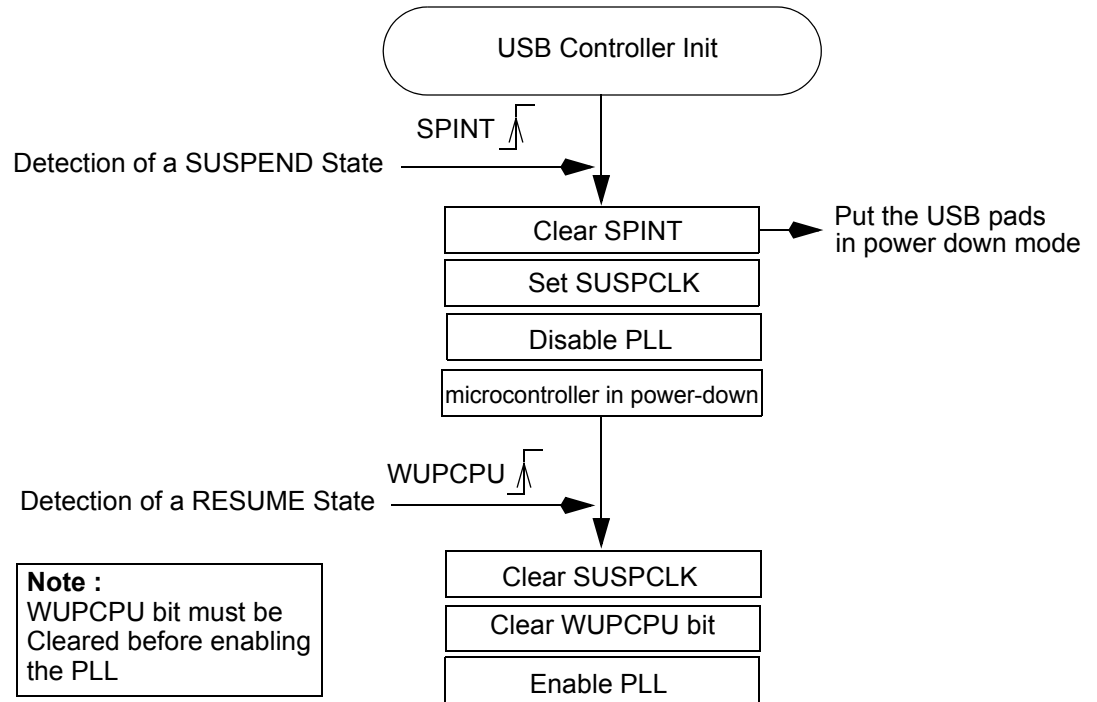 USB Controller Init
SPINT
Detection of a SUSPEND State
Clear SPINT
Put the USB pads
in power down mode
Set SUSPCLK
Disable PLL
microcontroller in power-down
WUPCPU
Detection of a RESUME State
Clear SUSPCLK
Note :
WUPCPU bit must be
Cleared before enabling
the PLL
Clear WUPCPU bit
Enable PLL